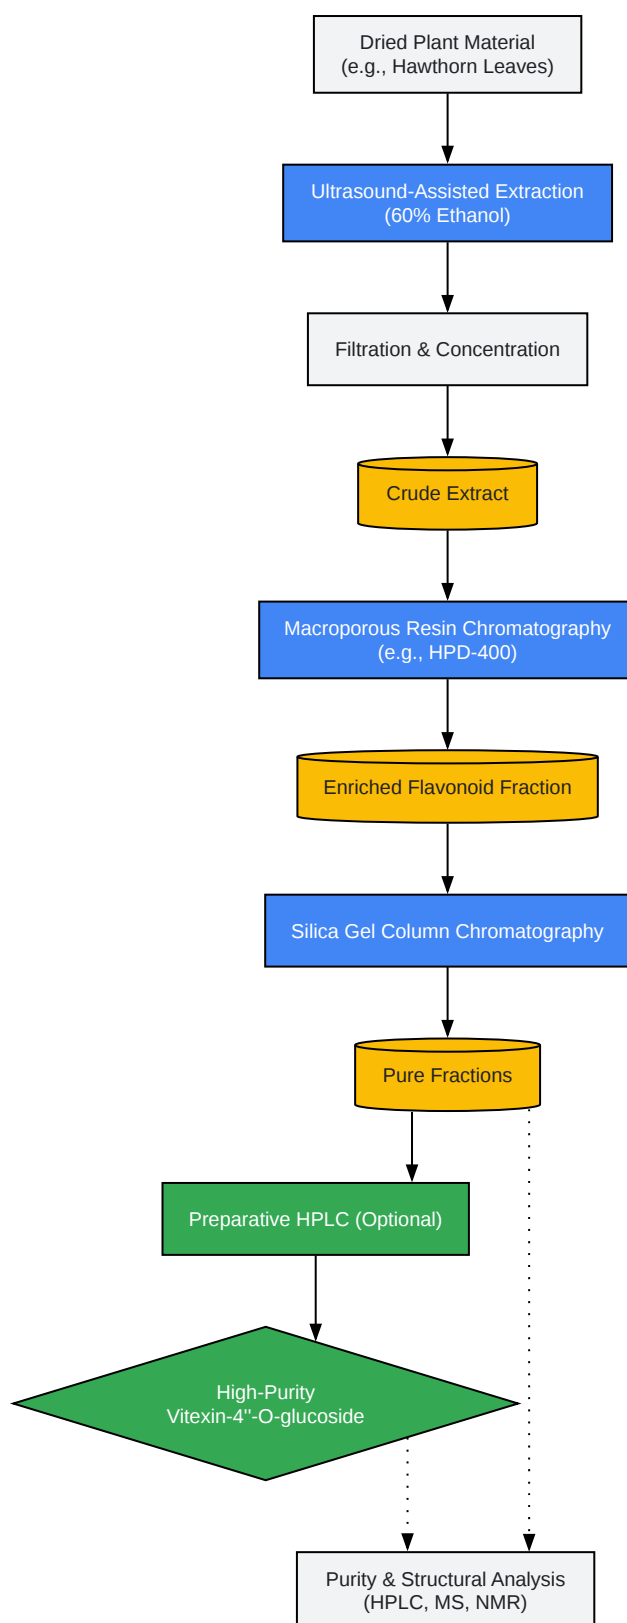 Dried Plant Material
(e.g., Hawthorn Leaves)
Ultrasound-Assisted Extraction
(60% Ethanol)
Filtration & Concentration
Crude Extract
Macroporous Resin Chromatography
(e.g., HPD-400)
Enriched Flavonoid Fraction
Silica Gel Column Chromatography
Pure Fractions
Preparative HPLC (Optional)
High-Purity
Vitexin-4''-O-glucoside
Purity & Structural Analysis
(HPLC, MS, NMR)